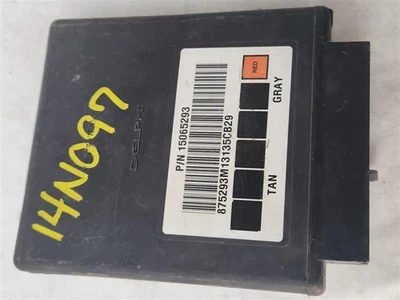 14N097
DELPHI
P/N 15065293
875293M13135CB29
RED
GRAY
TAN